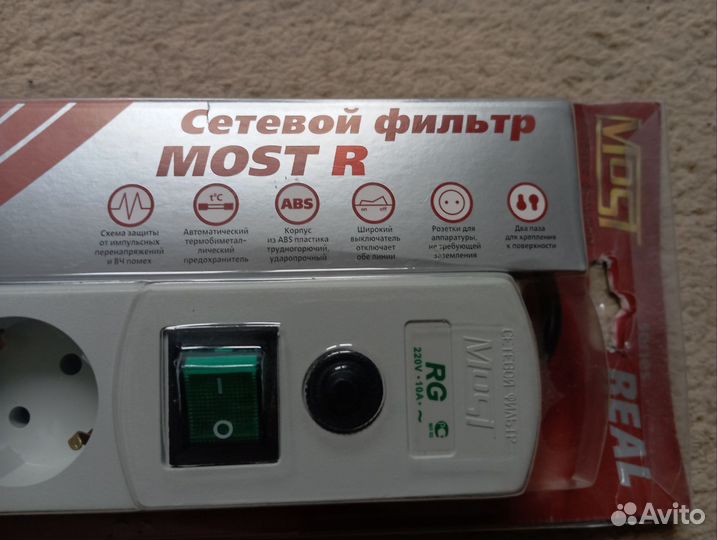 Сетевой фильтр
MOST R
t°C
ABS
on off
Схема защиты
от импульсных
перенапряжений
и ВЧ помех
Автоматический
термобиметал-
лический
предохранитель
Корпус
из ABS пластика
трудногорючий,
ударопрочный
Широкий
выключатель
отключает
обе линии
Розетки для
аппаратуры,
не требующей
заземления
Два паза
для крепления
к поверхности
MOST
REAL
СЕТЕВОЙ ФИЛЬТР
Most
RG
220V • 10A • ~
Avito